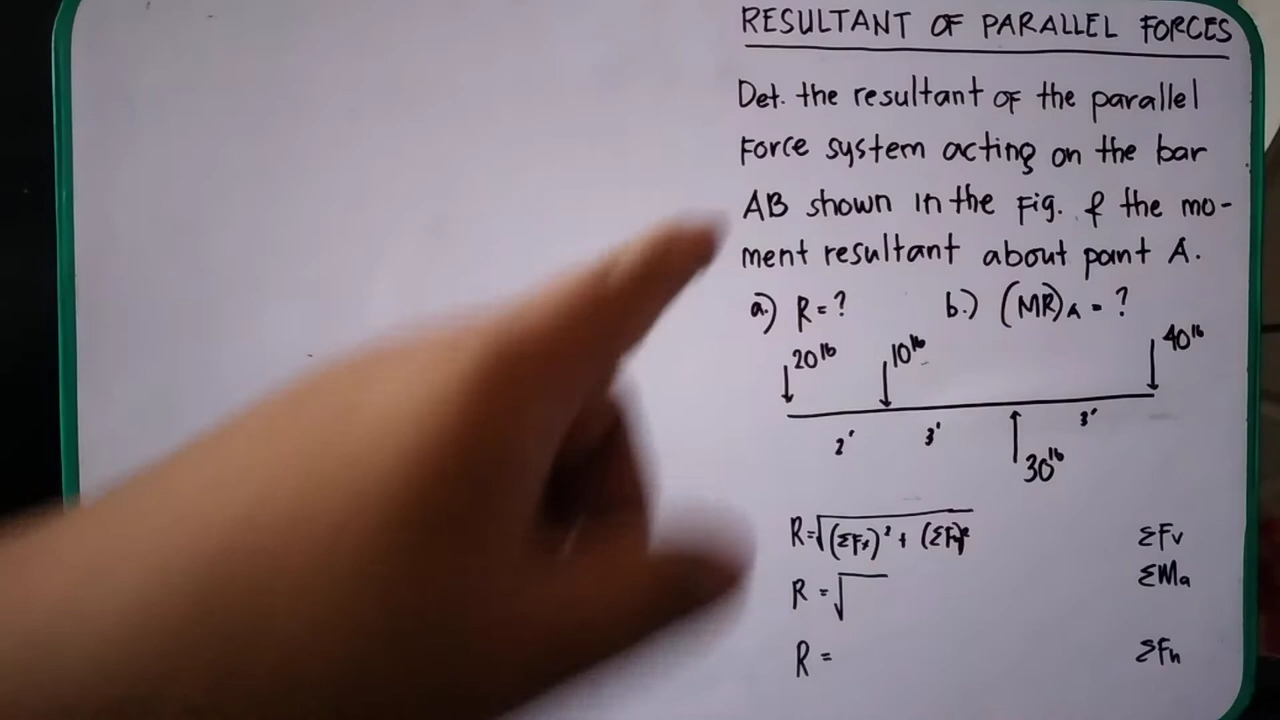 RESULTANT OF PARALLEL FORCES
Det. the resultant of the parallel
Force system acting on the bar
AB shown in the Fig. & the mo-
ment resultant about point A.
a.) R = ? b.) (MR)A = ?
20lb 10lb 40lb
2' 3' 3'
30lb
R=√(ΣFx)² + (ΣFy)² ΣFv
ΣMa
R = √
R = ΣFh